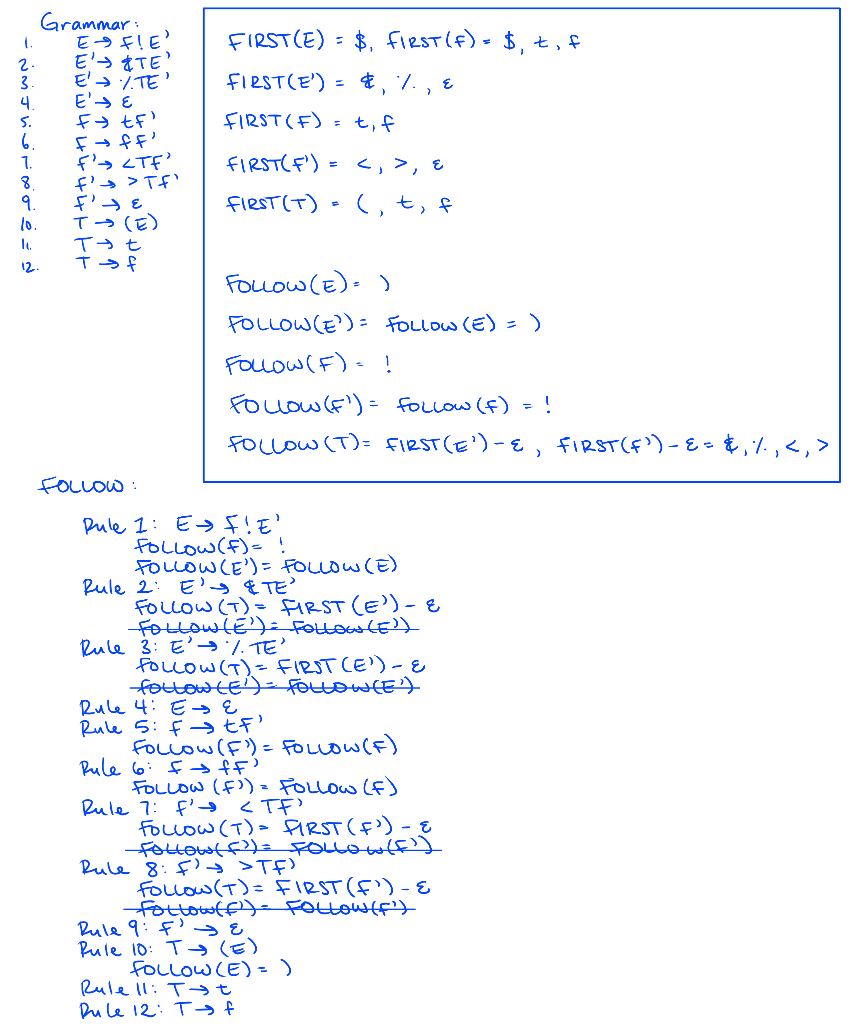 Grammar:
1. E → F!E'
2. E' → ¢TE'
3. E' → %TE'
4. E' → ε
5. F → tF'
6. F → fF'
7. F' → <TF'
8. F' → >TF'
9. F' → ε
10. T → (E)
11. T → t
12. T → f
FIRST(E) = $, FIRST(F) = $, t, f
FIRST(E') = ¢, %, ε
FIRST(F) = t, f
FIRST(F') = <, >, ε
FIRST(T) = (, t, f
FOLLOW(E) = )
FOLLOW(E') = FOLLOW(E) = )
FOLLOW(F) = !
FOLLOW(F') = FOLLOW(F) = !
FOLLOW(T) = FIRST(E') - ε, FIRST(F') - ε = ¢, %, <, >
FOLLOW:
Rule 1: E → F!E'
FOLLOW(F) = !
FOLLOW(E') = FOLLOW(E)
Rule 2: E' → ¢TE'
FOLLOW(T) = FIRST(E') - ε
FOLLOW(E') = FOLLOW(E')
Rule 3: E' → %TE'
FOLLOW(T) = FIRST(E') - ε
FOLLOW(E') = FOLLOW(E')
Rule 4: E → ε
Rule 5: F → tF'
FOLLOW(F') = FOLLOW(F)
Rule 6: F → fF'
FOLLOW(F') = FOLLOW(F)
Rule 7: F' → <TF'
FOLLOW(T) = FIRST(F') - ε
FOLLOW(F') = FOLLOW(F')
Rule 8: F' → >TF'
FOLLOW(T) = FIRST(F') - ε
FOLLOW(F') = FOLLOW(F')
Rule 9: F' → ε
Rule 10: T → (E)
FOLLOW(E) = )
Rule 11: T → t
Rule 12: T → f